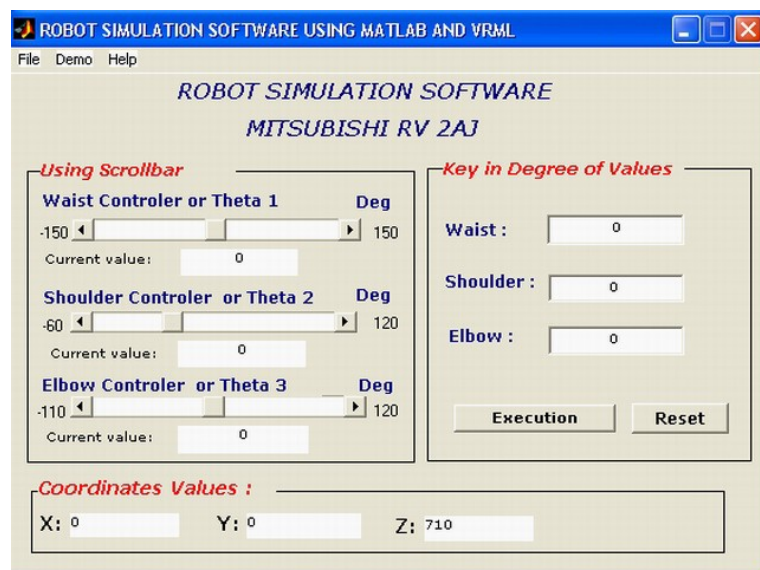 ROBOT SIMULATION SOFTWARE USING MATLAB AND VRML
File Demo Help
ROBOT SIMULATION SOFTWARE
MITSUBISHI RV 2AJ
Using Scrollbar
Waist Controler or Theta 1 Deg
-150 150
Current value: 0
Shoulder Controler or Theta 2 Deg
-60 120
Current value: 0
Elbow Controler or Theta 3 Deg
-110 120
Current value: 0
Key in Degree of Values
Waist : 0
Shoulder : 0
Elbow : 0
Execution Reset
Coordinates Values :
X: 0 Y: 0 Z: 710